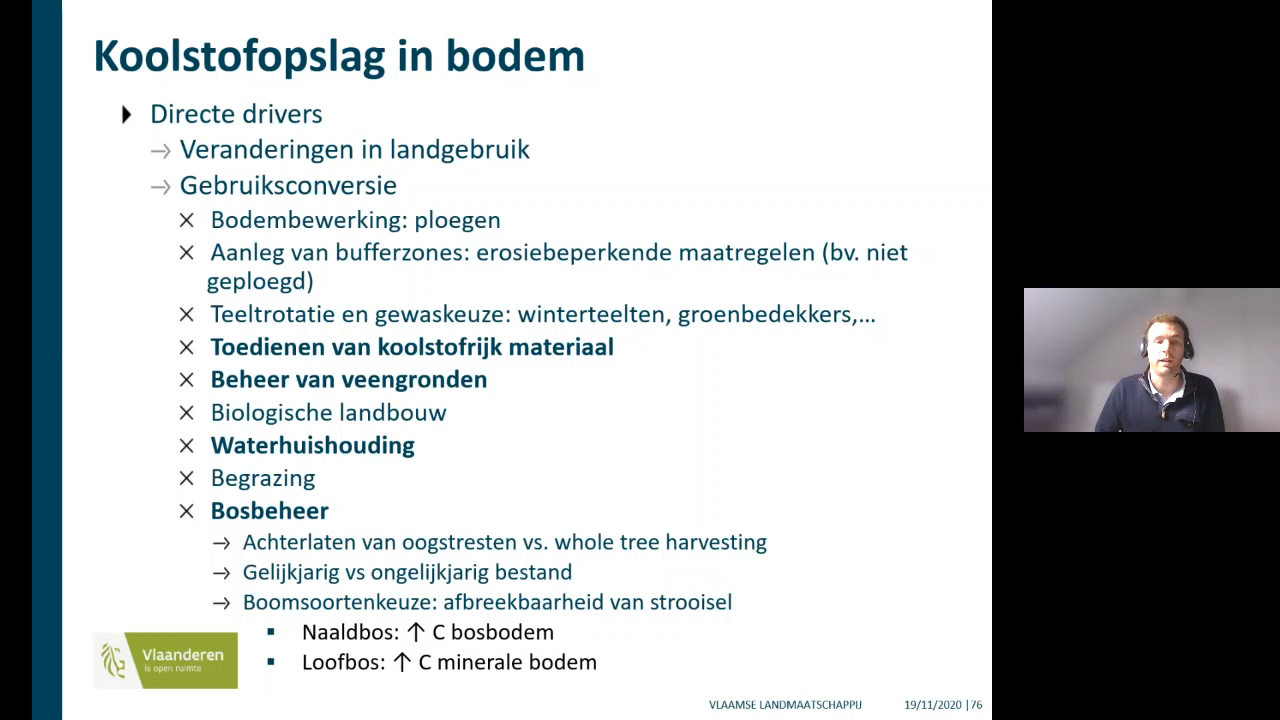 Koolstofopslag in bodem
Directe drivers
→ Veranderingen in landgebruik
→ Gebruiksconversie
× Bodembewerking: ploegen
× Aanleg van bufferzones: erosiebeperkende maatregelen (bv. niet
geploegd)
× Teeltrotatie en gewaskeuze: winterteelten, groenbedekkers,...
× Toedienen van koolstofrijk materiaal
× Beheer van veengronden
× Biologische landbouw
× Waterhuishouding
× Begrazing
× Bosbeheer
→ Achterlaten van oogstresten vs. whole tree harvesting
→ Gelijkjarig vs ongelijkjarig bestand
→ Boomsoortenkeuze: afbreekbaarheid van strooisel
▪ Naaldbos: ↑ C bosbodem
▪ Loofbos: ↑ C minerale bodem
Vlaanderen
is open ruimte
VLAAMSE LANDMAATSCHAPPIJ 19/11/2020 |76